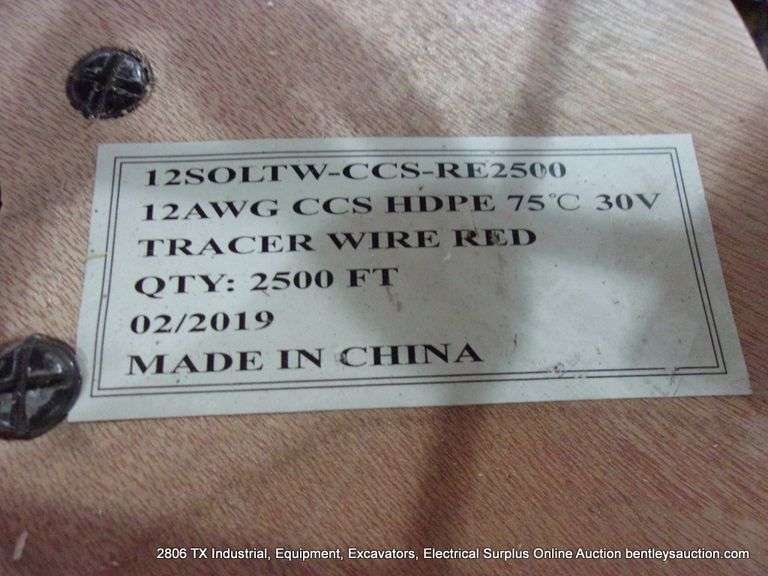 12SOLTW-CCS-RE2500
12AWG CCS HDPE 75℃ 30V
TRACER WIRE RED
QTY: 2500 FT
02/2019
MADE IN CHINA
2806 TX Industrial, Equipment, Excavators, Electrical Surplus Online Auction bentleysauction.com